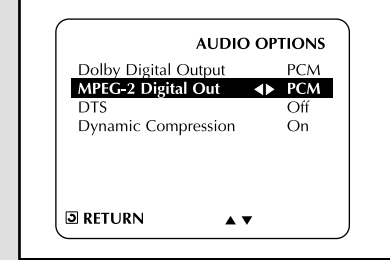 AUDIO OPTIONS
Dolby Digital Output PCM
MPEG-2 Digital Out ◀▶ PCM
DTS Off
Dynamic Compression On
RETURN ▲ ▼